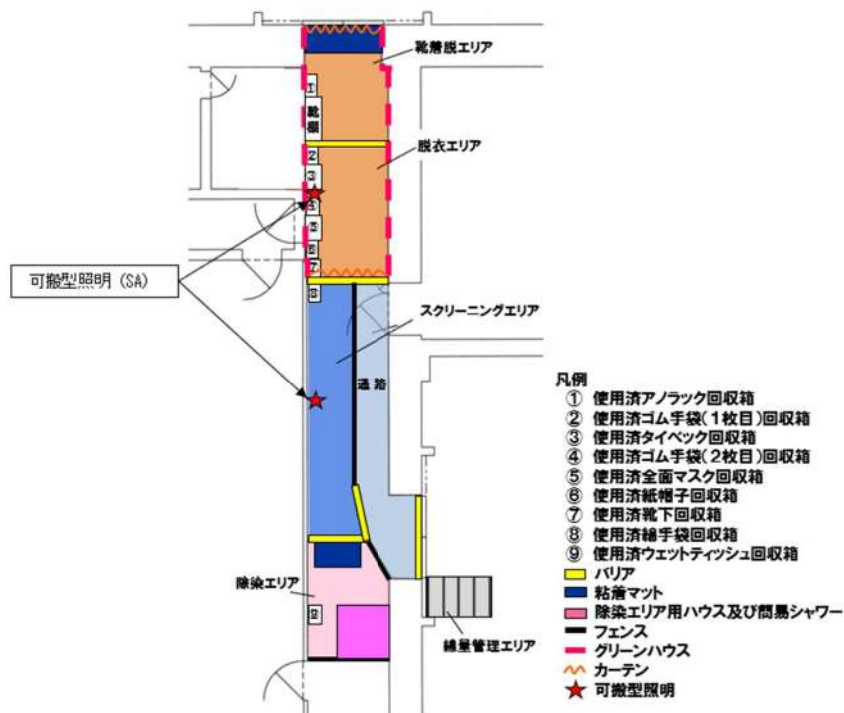 靴着脱エリア
①
靴棚
脱衣エリア
②
③
④
⑤
⑥
⑦
可搬型照明 (SA)
⑧
スクリーニングエリア
通路
除染エリア
⑨
線量管理エリア
凡例
① 使用済アノラック回収箱
② 使用済ゴム手袋(1枚目)回収箱
③ 使用済タイベック回収箱
④ 使用済ゴム手袋(2枚目)回収箱
⑤ 使用済全面マスク回収箱
⑥ 使用済紙帽子回収箱
⑦ 使用済靴下回収箱
⑧ 使用済綿手袋回収箱
⑨ 使用済ウェットティッシュ回収箱
バリア
粘着マット
除染エリア用ハウス及び簡易シャワー
フェンス
グリーンハウス
カーテン
可搬型照明